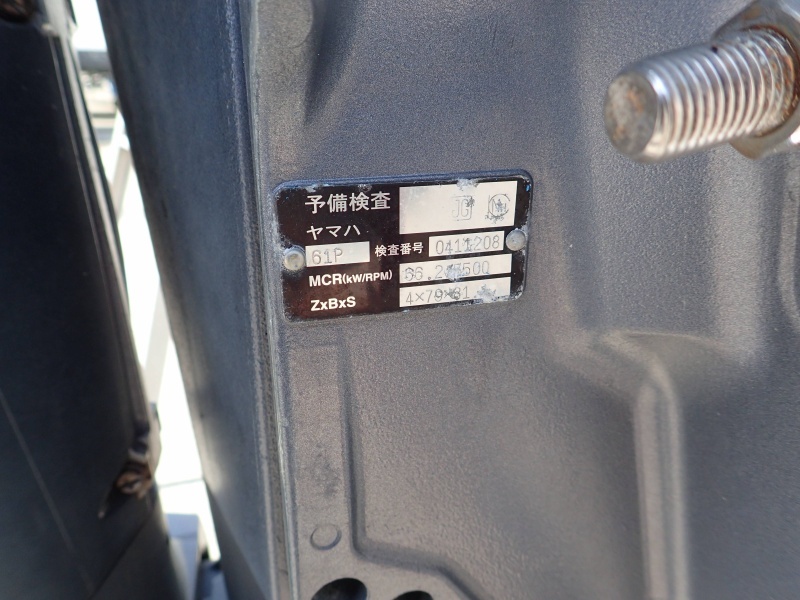 予備検査 JG
ヤマハ
61P 検査番号 0411208
MCR(kW/RPM)
ZxBxS 4×79×81.